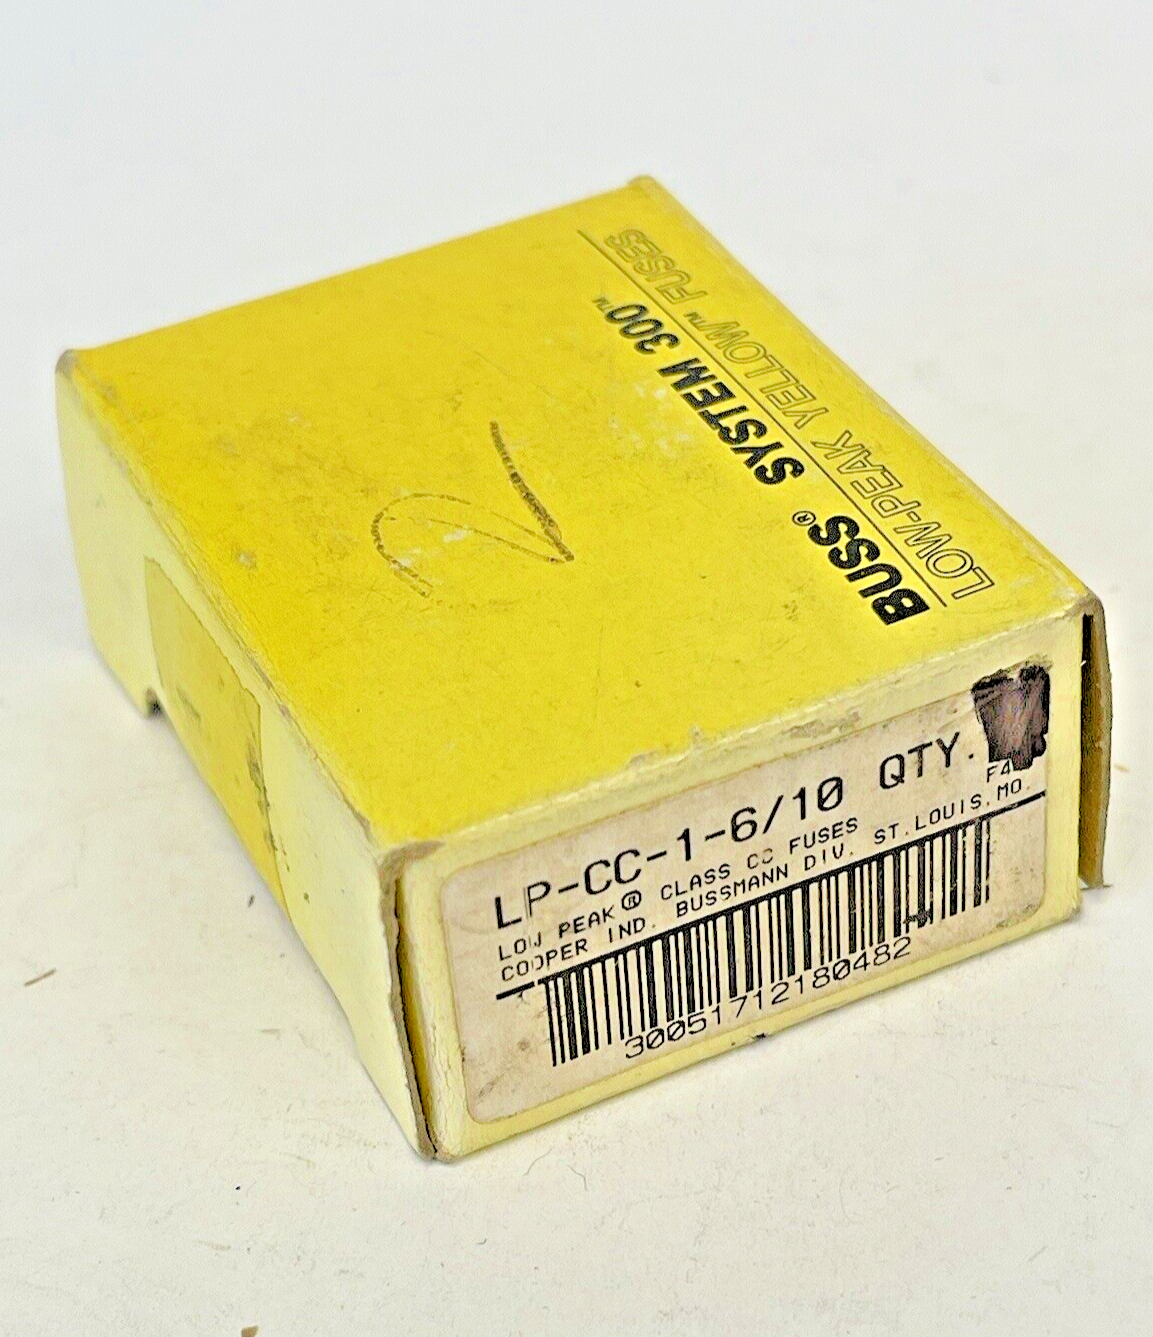 BUSS® SYSTEM 300™
LOW-PEAK YELLOW™ FUSES
2
LP-CC-1-6/10 QTY.
F4
LOW PEAK® CLASS CC FUSES
COOPER IND. BUSSMANN DIV. ST.LOUIS,MO.
30051712180482